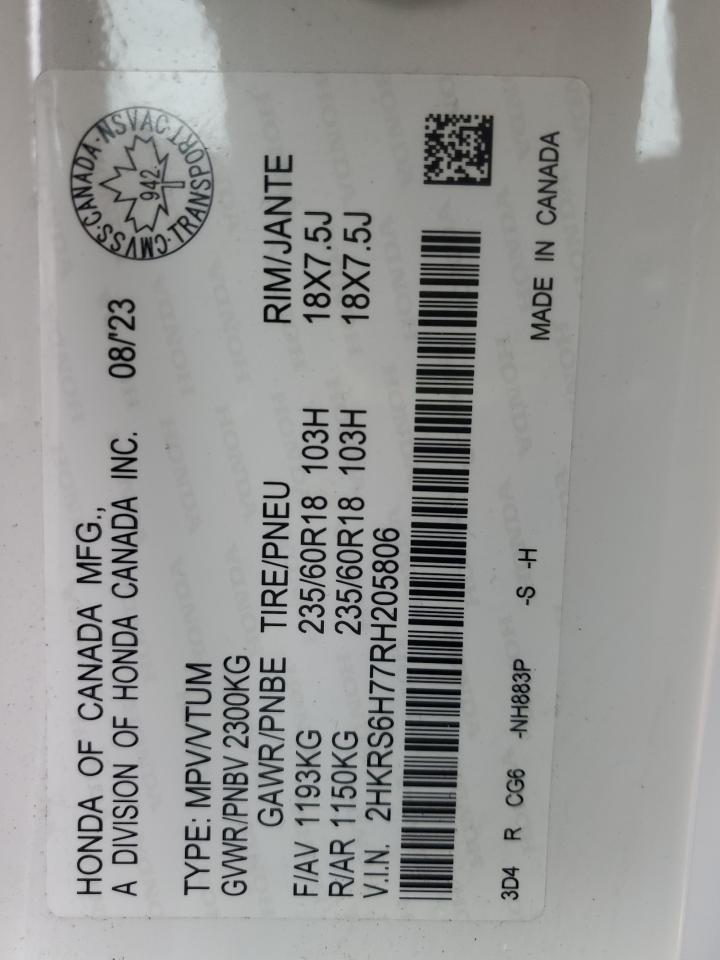 HONDA OF CANADA MFG.,
A DIVISION OF HONDA CANADA INC. 08/'23
CMVSS·CANADA·NSVAC·TRANSPORT·
942
TYPE: MPV/VTUM
GVWR/PNBV 2300KG
GAWR/PNBE TIRE/PNEU RIM/JANTE
F/AV 1193KG 235/60R18 103H 18X7.5J
R/AR 1150KG 235/60R18 103H 18X7.5J
V.I.N. 2HKRS6H77RH205806
3D4 R CG6 -NH883P -S -H
MADE IN CANADA
HONDA